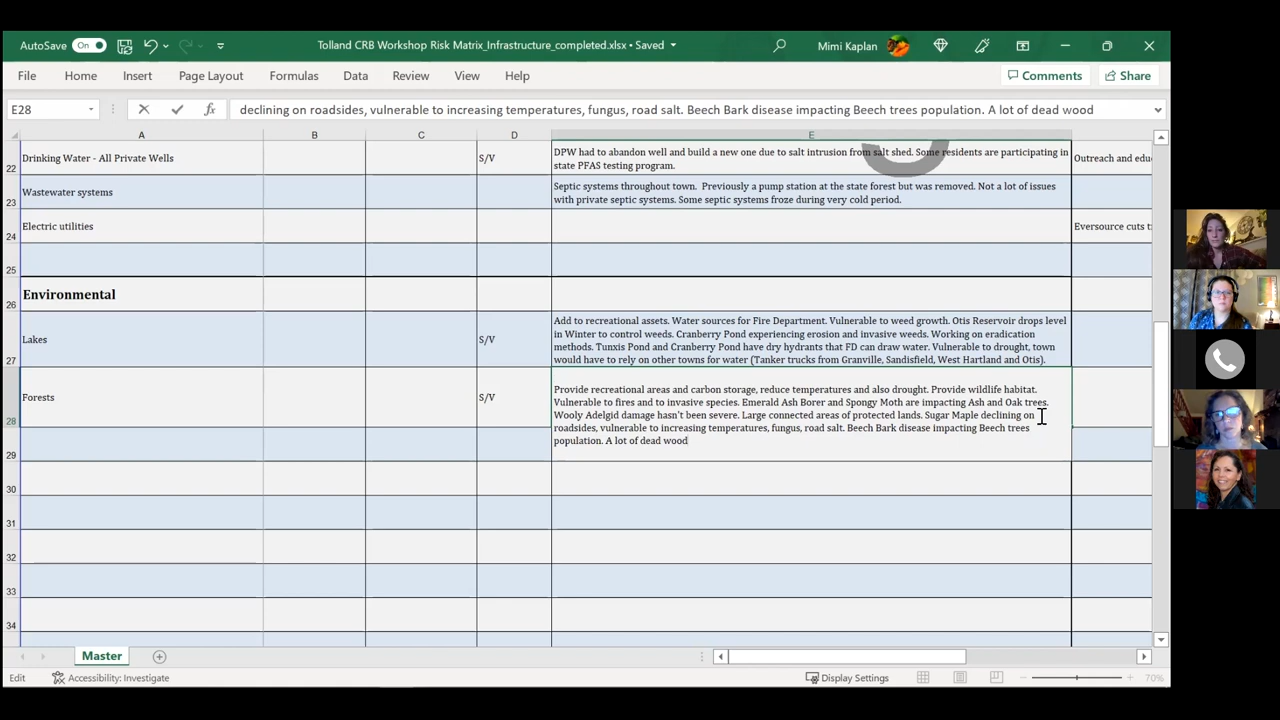 AutoSave On Tolland CRB Workshop Risk Matrix_Infrastructure_completed.xlsx • Saved Mimi Kaplan
File Home Insert Page Layout Formulas Data Review View Help Comments Share
E28 fx declining on roadsides, vulnerable to increasing temperatures, fungus, road salt. Beech Bark disease impacting Beech trees population. A lot of dead wood
A B C D E
22 Drinking Water - All Private Wells S/V DPW had to abandon well and build a new one due to salt intrusion from salt shed. Some residents are participating in
state PFAS testing program. Outreach and educ
23 Wastewater systems Septic systems throughout town. Previously a pump station at the state forest but was removed. Not a lot of issues
with private septic systems. Some septic systems froze during very cold period.
24 Electric utilities Eversource cuts t
25
26 Environmental
27 Lakes S/V Add to recreational assets. Water sources for Fire Department. Vulnerable to weed growth. Otis Reservoir drops level
in Winter to control weeds. Cranberry Pond experiencing erosion and invasive weeds. Working on eradication
methods. Tunxis Pond and Cranberry Pond have dry hydrants that FD can draw water. Vulnerable to drought, town
would have to rely on other towns for water (Tanker trucks from Granville, Sandisfield, West Hartland and Otis).
28 Forests S/V Provide recreational areas and carbon storage, reduce temperatures and also drought. Provide wildlife habitat.
Vulnerable to fires and to invasive species. Emerald Ash Borer and Spongy Moth are impacting Ash and Oak trees.
Wooly Adelgid damage hasn't been severe. Large connected areas of protected lands. Sugar Maple declining on
roadsides, vulnerable to increasing temperatures, fungus, road salt. Beech Bark disease impacting Beech trees
29 population. A lot of dead wood
30
31
32
33
34
Master
Edit Accessibility: Investigate Display Settings 70%